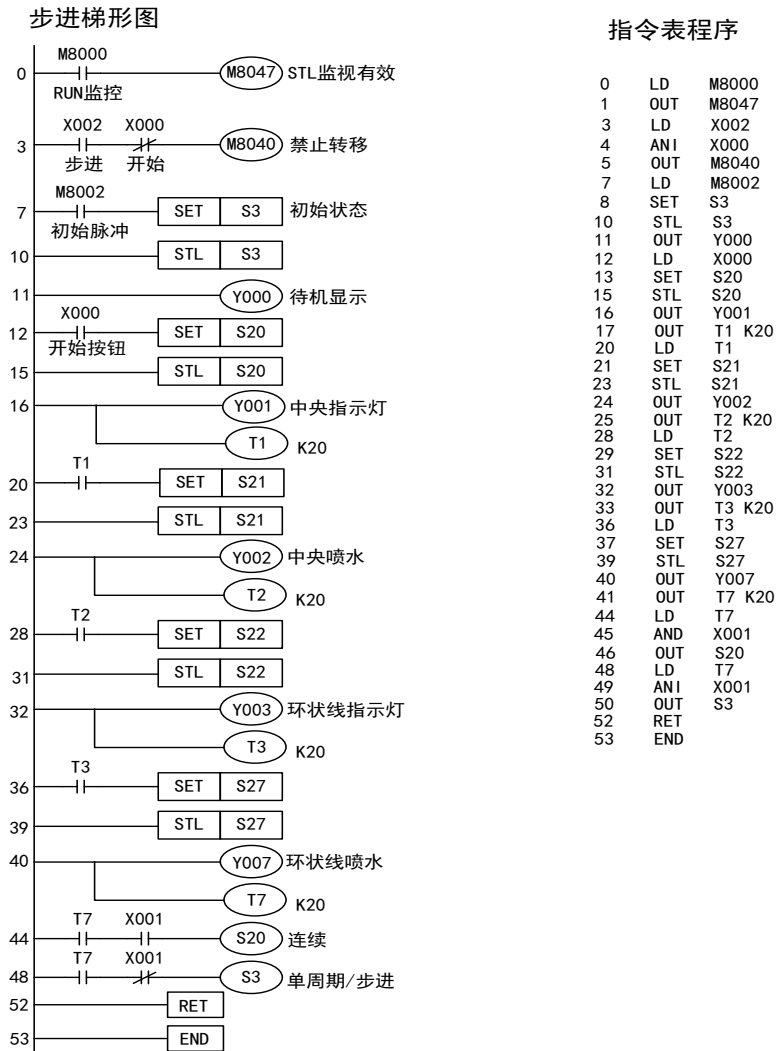 步进梯形图
M8000
0 M8047 STL监视有效
RUN监控
X002 X000
3 M8040 禁止转移
步进 开始
M8002
7 SET S3 初始状态
初始脉冲
10 STL S3
11 Y000 待机显示
X000
12 SET S20
开始按钮
15 STL S20
16 Y001 中央指示灯
T1 K20
T1
20 SET S21
23 STL S21
24 Y002 中央喷水
T2 K20
T2
28 SET S22
31 STL S22
32 Y003 环状线指示灯
T3 K20
T3
36 SET S27
39 STL S27
40 Y007 环状线喷水
T7 K20
T7 X001
44 S20 连续
T7 X001
48 S3 单周期/步进
52 RET
53 END
指令表程序
0 LD M8000
1 OUT M8047
3 LD X002
4 ANI X000
5 OUT M8040
7 LD M8002
8 SET S3
10 STL S3
11 OUT Y000
12 LD X000
13 SET S20
15 STL S20
16 OUT Y001
17 OUT T1 K20
20 LD T1
21 SET S21
23 STL S21
24 OUT Y002
25 OUT T2 K20
28 LD T2
29 SET S22
31 STL S22
32 OUT Y003
33 OUT T3 K20
36 LD T3
37 SET S27
39 STL S27
40 OUT Y007
41 OUT T7 K20
44 LD T7
45 AND X001
46 OUT S20
48 LD T7
49 ANI X001
50 OUT S3
52 RET
53 END